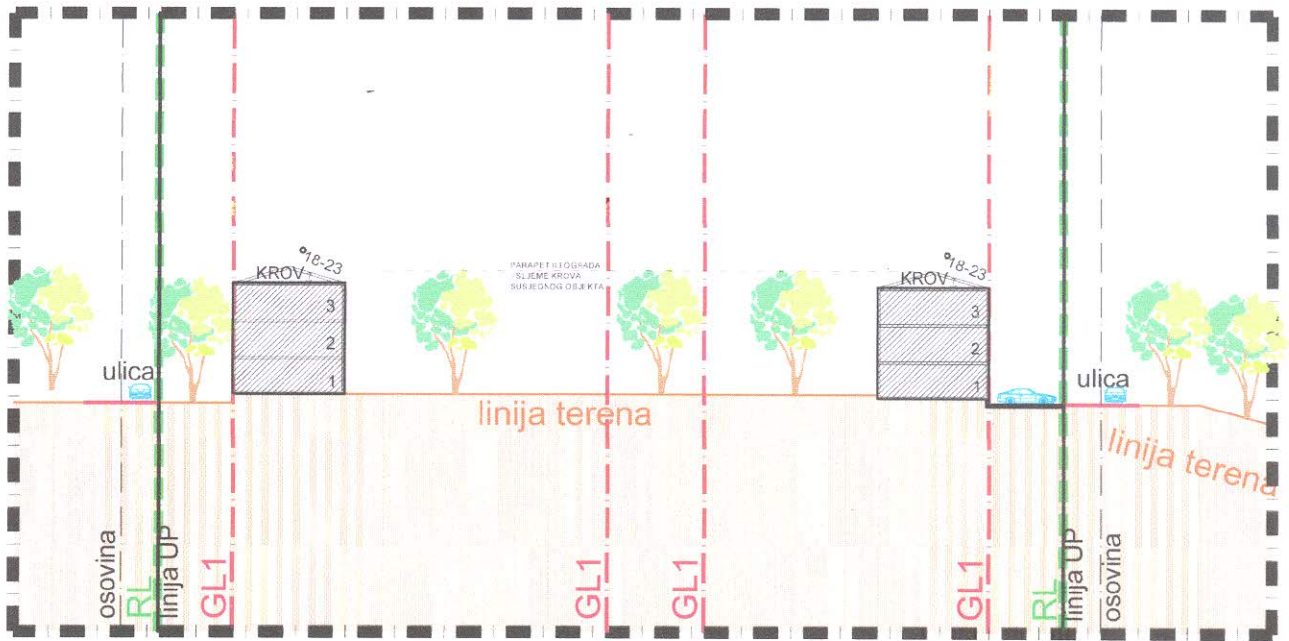 °18-23
KROV
3
2
1
ulica
PARAPET ILI OGRADA
SLJEME KROVA
SUSJEDNOG OBJEKTA
°18-23
KROV
3
2
1
ulica
linija terena
linija terena
osovina
RL
linija UP
GL1
GL1
GL1
GL1
RL
linija UP
osovina